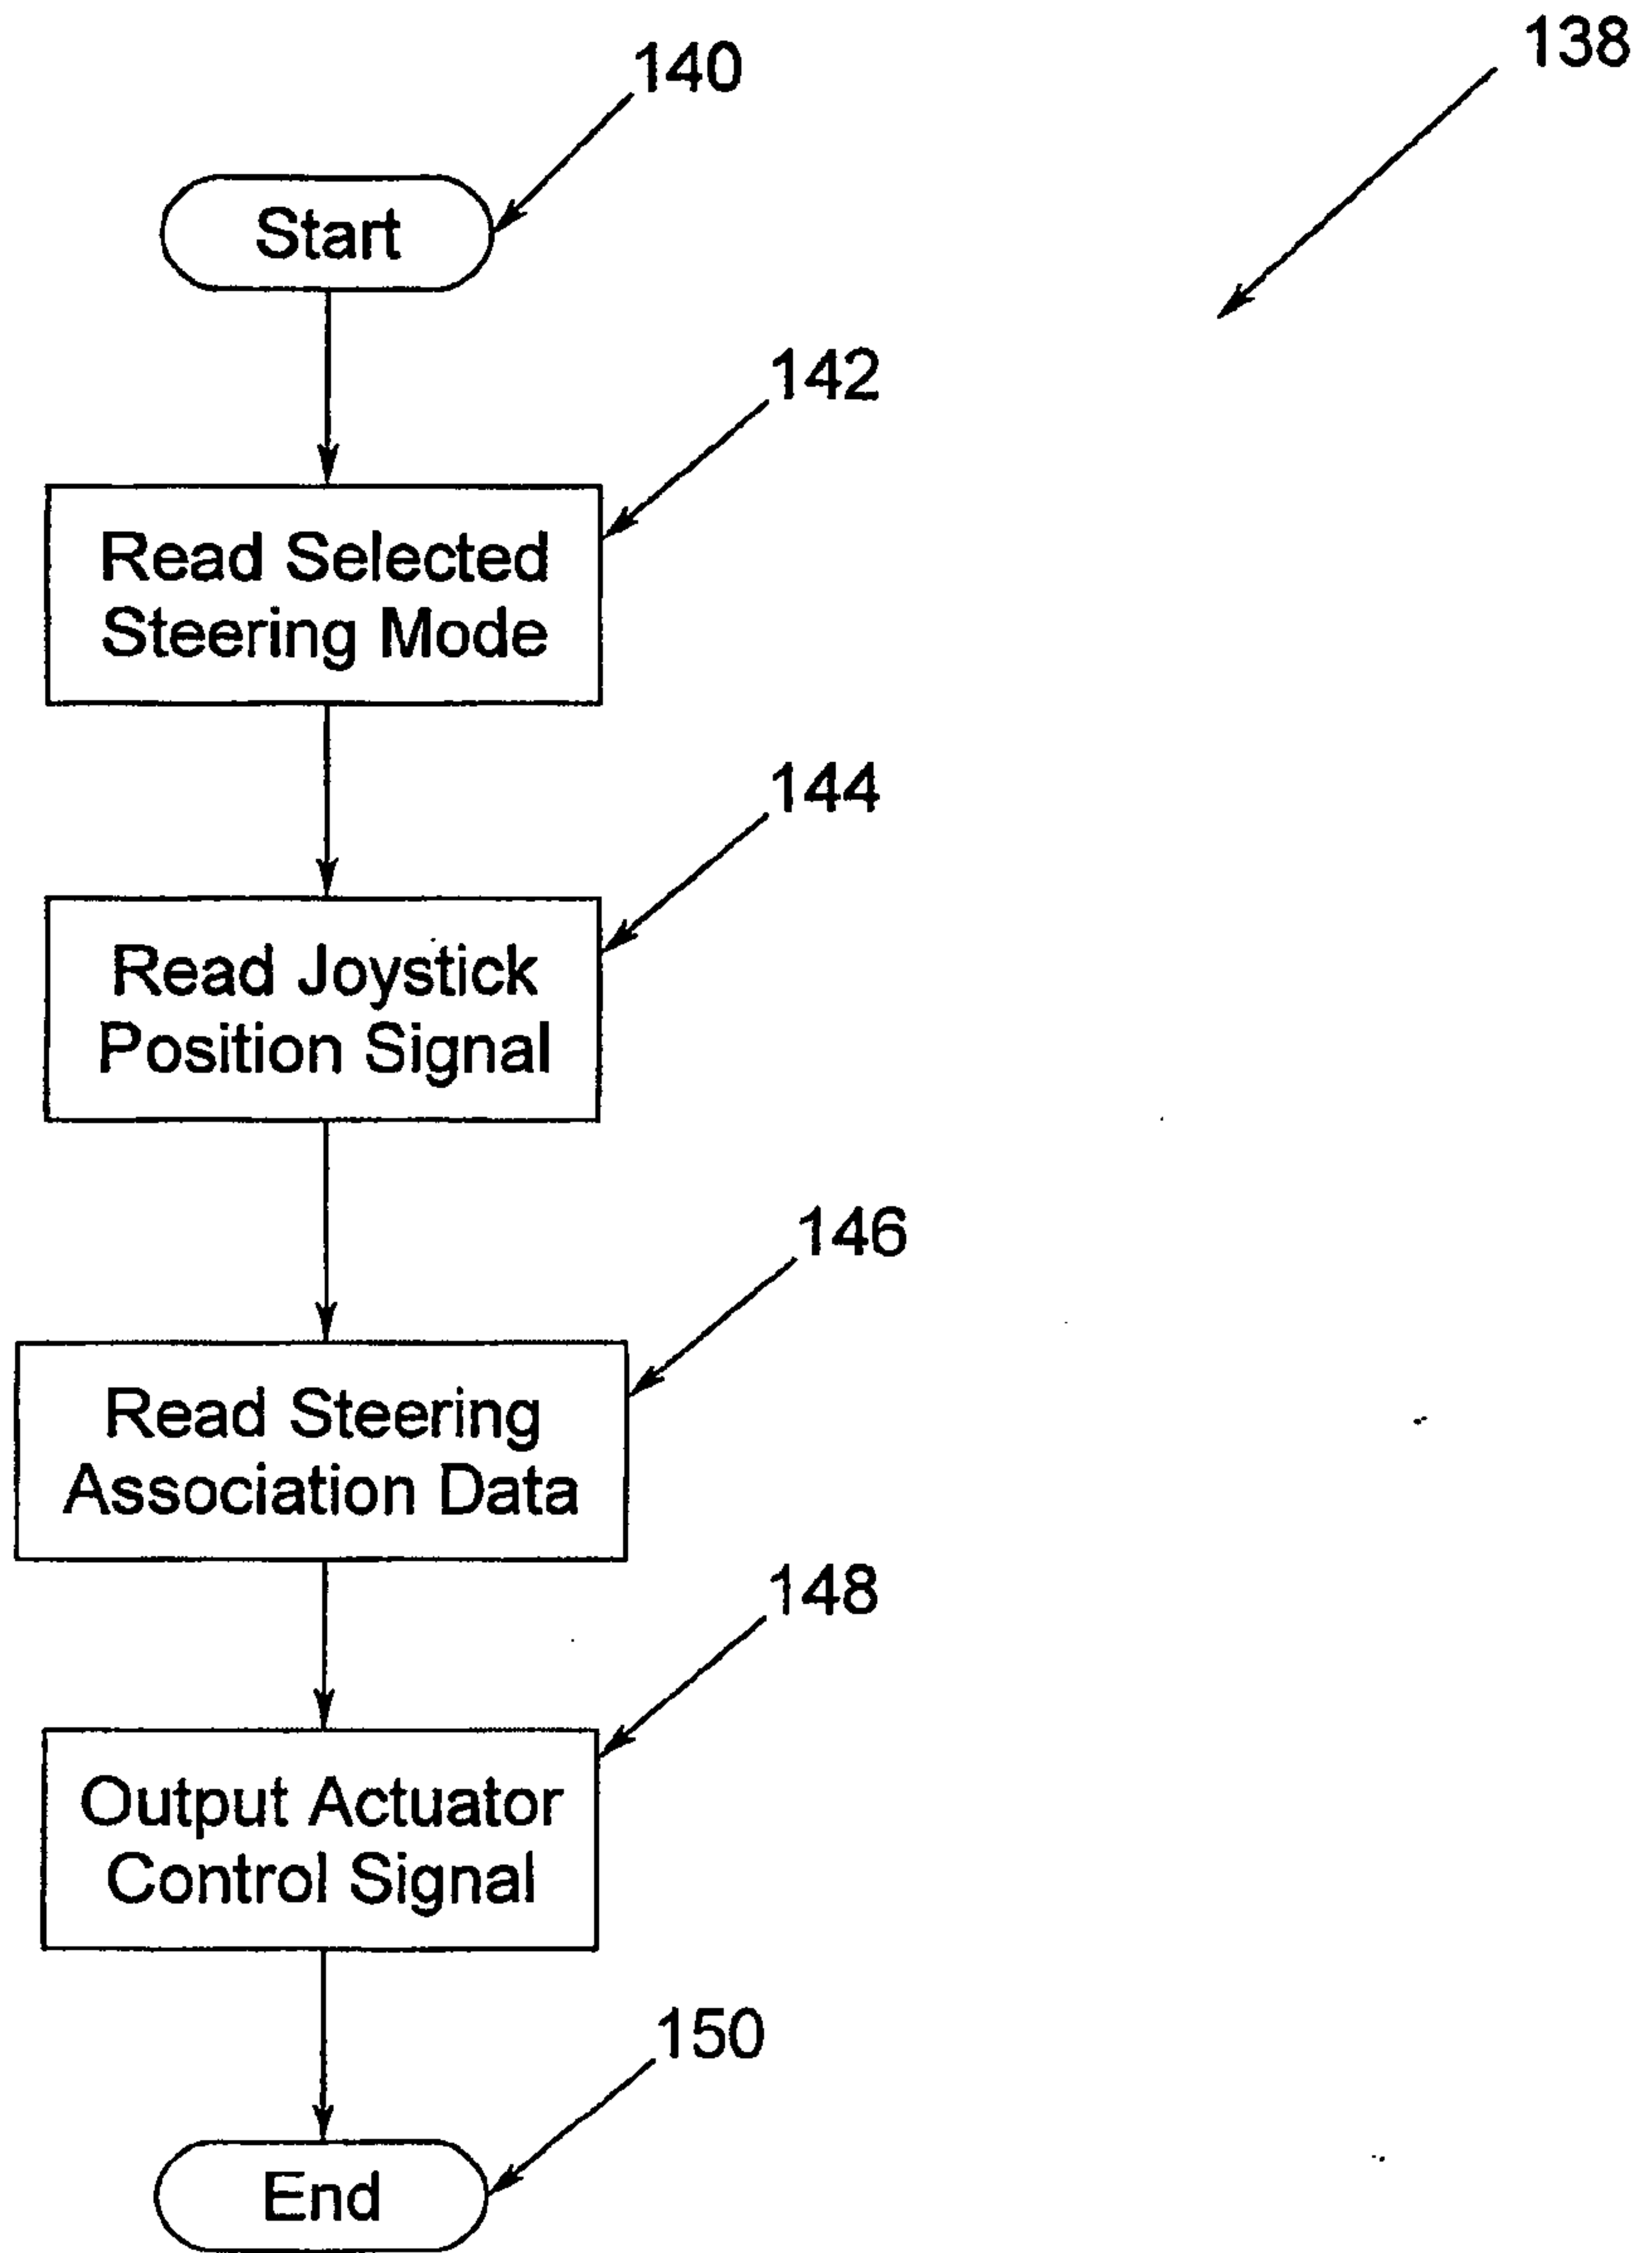 138
140
Start
142
Read Selected
Steering Mode
144
Read Joystick
Position Signal
146
Read Steering
Association Data
148
Output Actuator
Control Signal
150
End